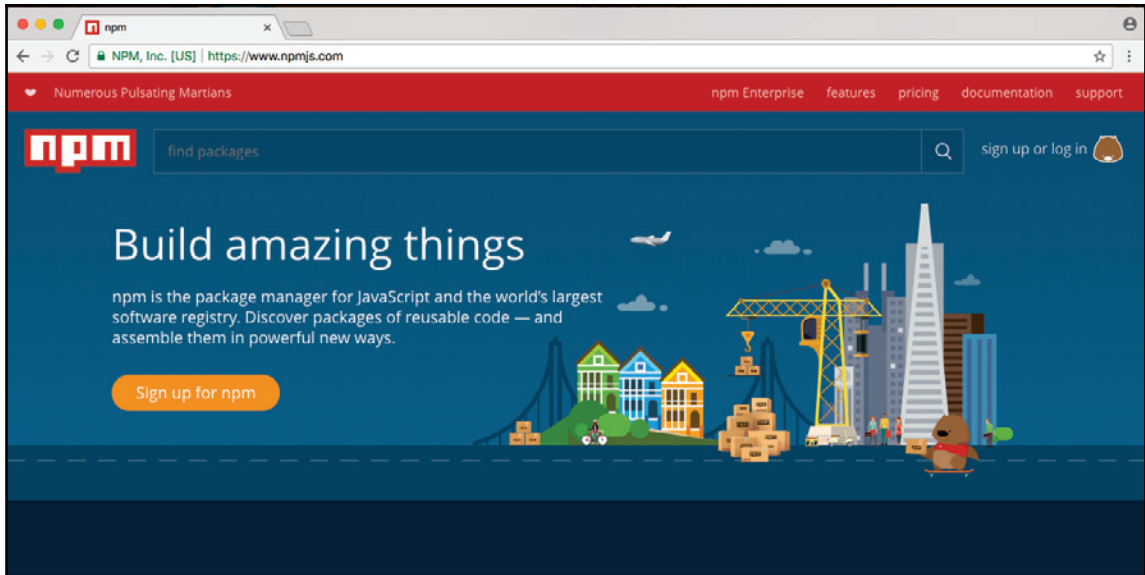 npm
NPM, Inc. [US] | https://www.npmjs.com
Numerous Pulsating Martians
npm Enterprise features pricing documentation support
npm
find packages
sign up or log in
Build amazing things
npm is the package manager for JavaScript and the world's largest
software registry. Discover packages of reusable code — and
assemble them in powerful new ways.
Sign up for npm